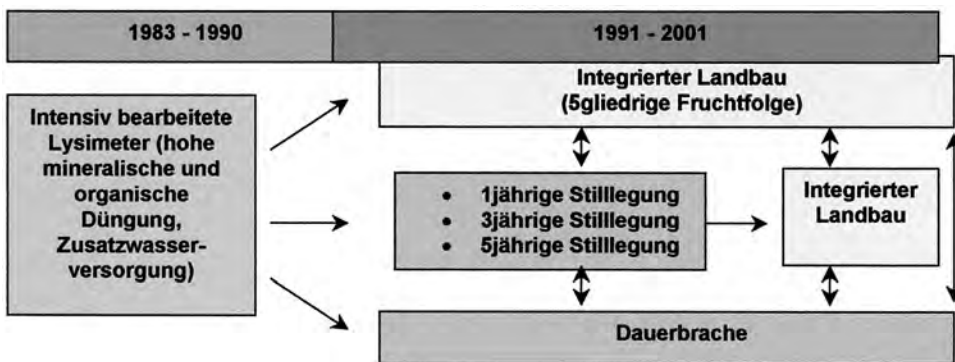 1983 - 1990
1991 - 2001
Integrierter Landbau
(5gliedrige Fruchtfolge)
Intensiv bearbeitete
Lysimeter (hohe
mineralische und
organische
Düngung,
Zusatzwasser-
versorgung)
• 1jährige Stilllegung
• 3jährige Stilllegung
• 5jährige Stilllegung
Integrierter
Landbau
Dauerbrache